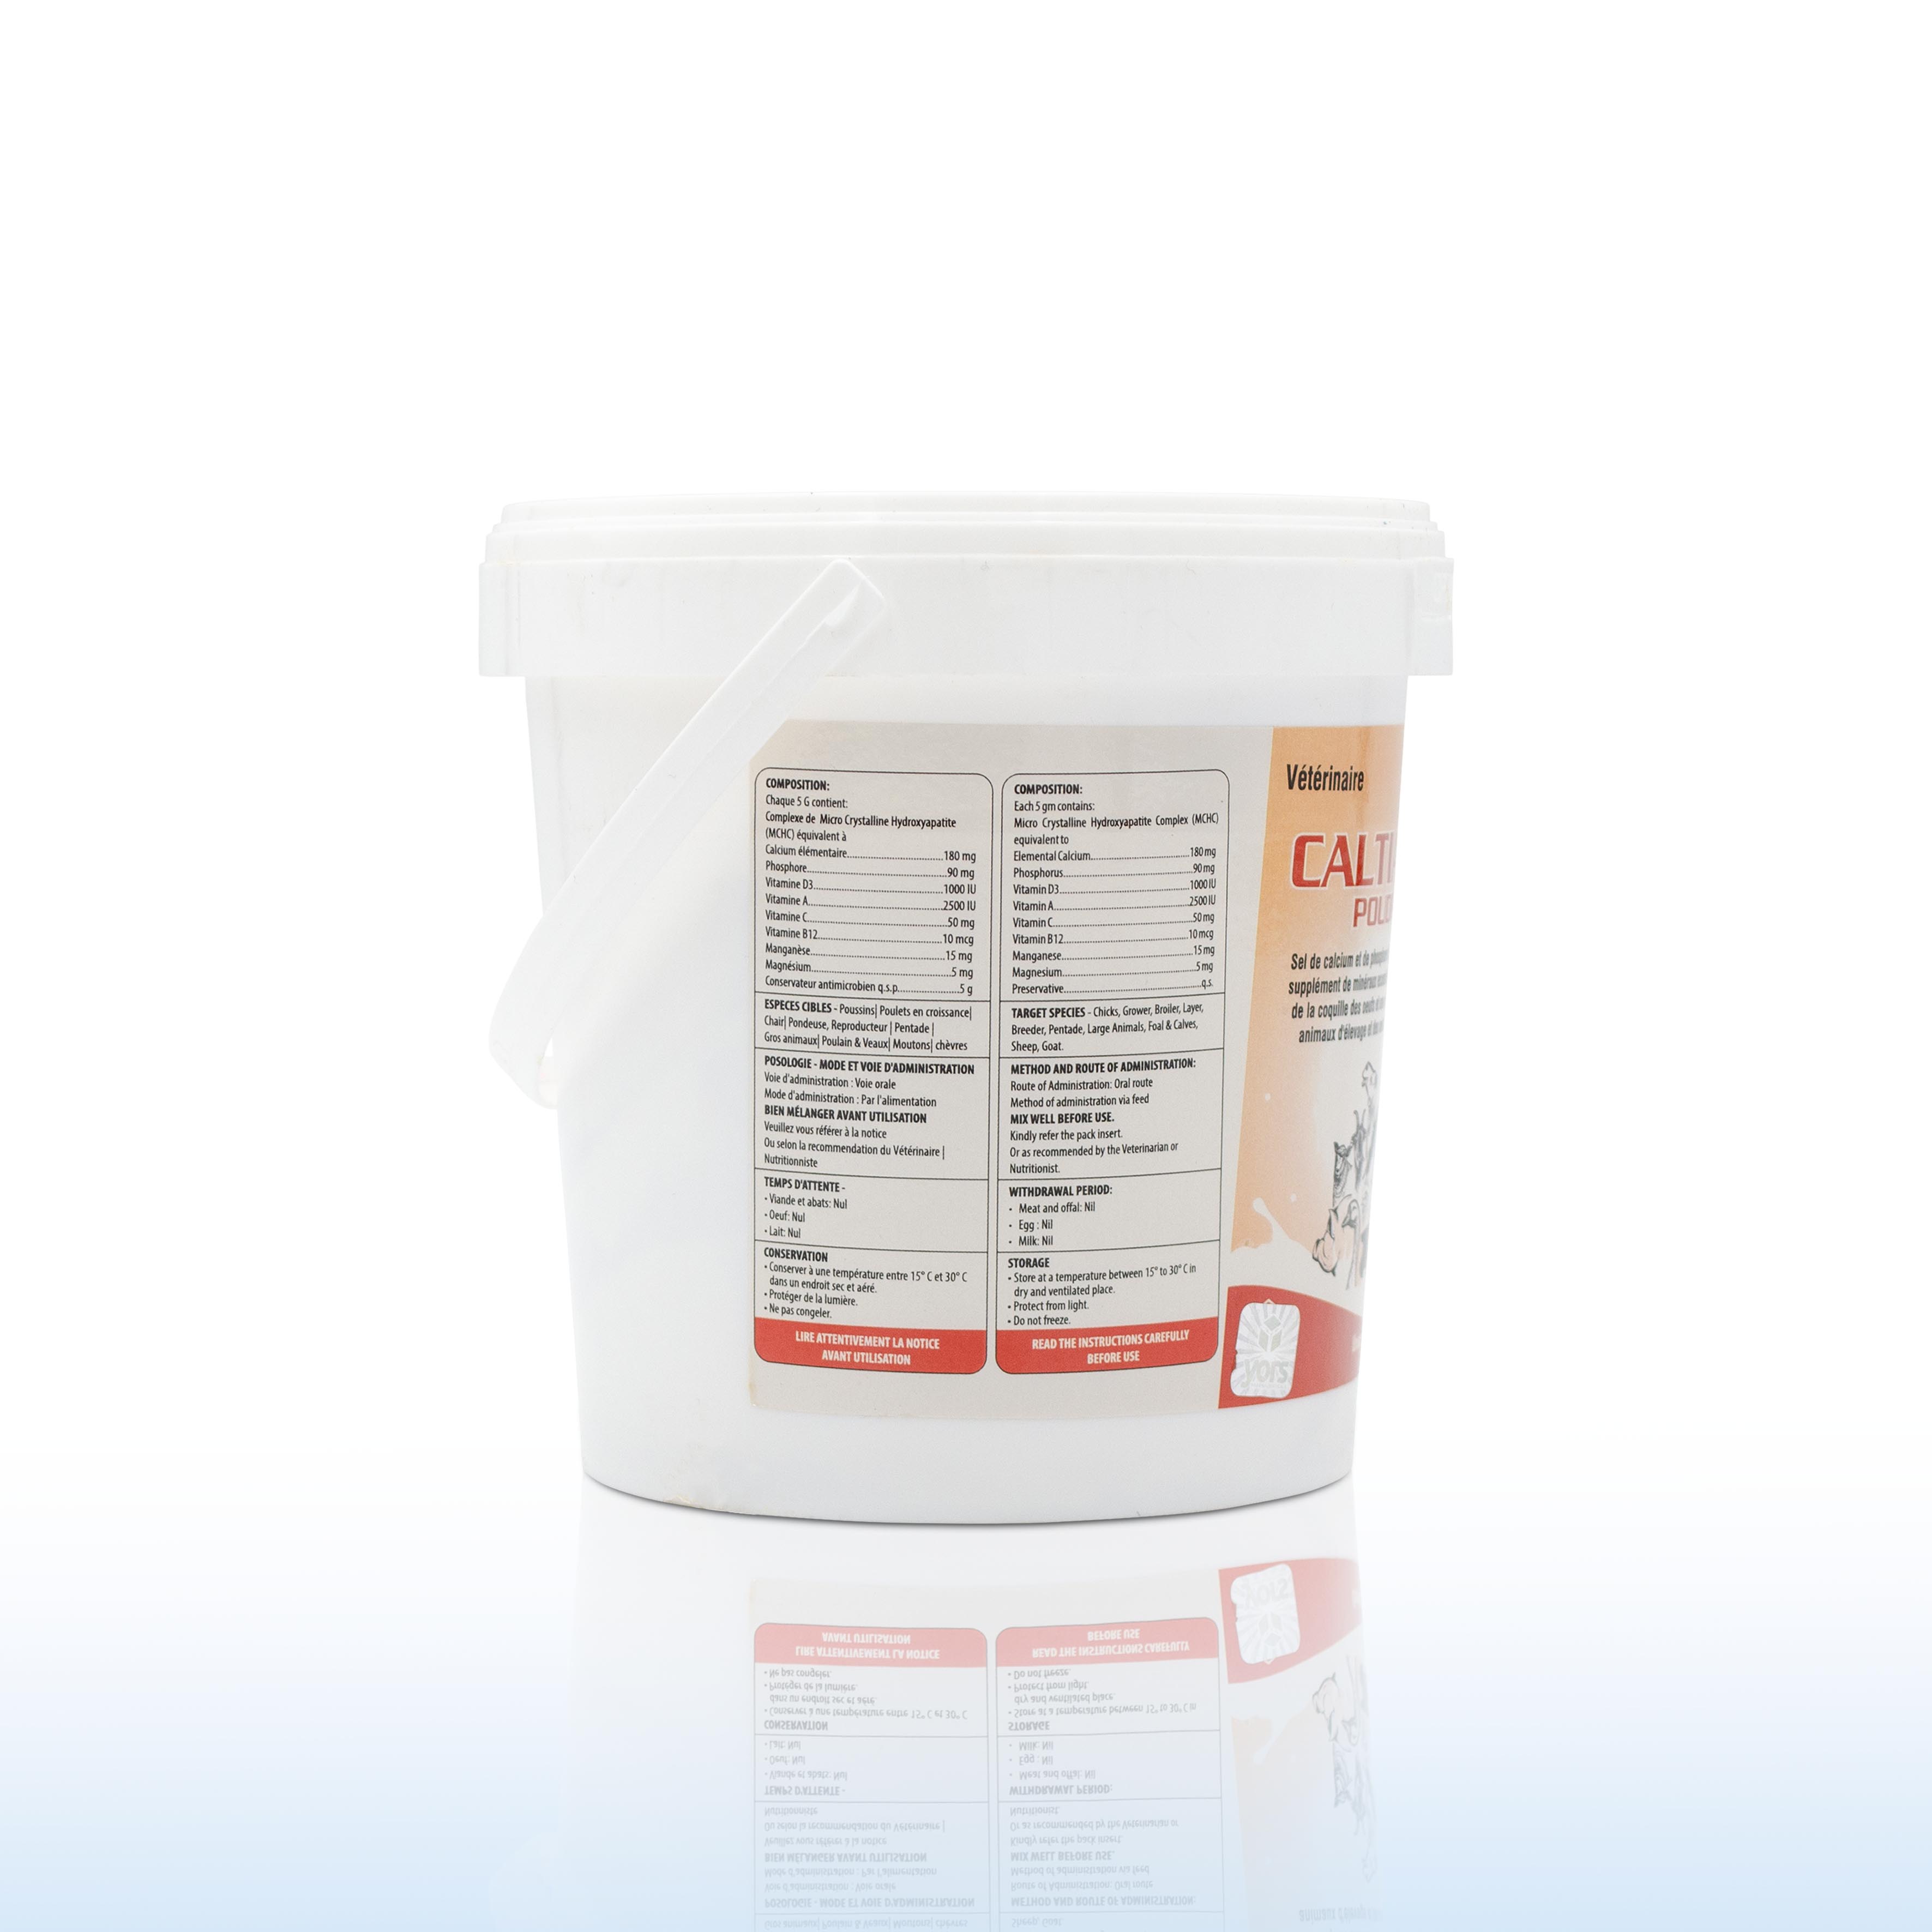 COMPOSITION:
Chaque 5 G contient:
Complexe de Micro Crystalline Hydroxyapatite
(MCHC) équivalent à
Calcium élémentaire..............................180 mg
Phosphore..............................90 mg
Vitamine D3..............................1000 IU
Vitamine A..............................2500 IU
Vitamine C..............................50 mg
Vitamine B12..............................10 mcg
Manganèse..............................15 mg
Magnésium..............................5 mg
Conservateur antimicrobien q.s.p....................5 g
ESPECES CIBLES - Poussins| Poulets en croissance|
Chair| Pondeuse, Reproducteur | Pentade |
Gros animaux| Poulain & Veaux| Moutons| chèvres
POSOLOGIE - MODE ET VOIE D'ADMINISTRATION
Voie d'administration : Voie orale
Mode d'administration : Par l'alimentation
BIEN MÉLANGER AVANT UTILISATION
Veuillez vous référer à la notice
Ou selon la recommendation du Vétérinaire |
Nutritionniste
TEMPS D'ATTENTE -
• Viande et abats: Nul
• Oeuf: Nul
• Lait: Nul
CONSERVATION
• Conserver à une température entre 15° C et 30° C
dans un endroit sec et aéré.
• Protéger de la lumière.
• Ne pas congeler.
LIRE ATTENTIVEMENT LA NOTICE
AVANT UTILISATION
COMPOSITION:
Each 5 gm contains:
Micro Crystalline Hydroxyapatite Complex (MCHC)
equivalent to
Elemental Calcium..............................180 mg
Phosphorus..............................90 mg
Vitamin D3..............................1000 IU
Vitamin A..............................2500 IU
Vitamin C..............................50 mg
Vitamin B12..............................10 mcg
Manganese..............................15 mg
Magnesium..............................5 mg
Preservative..............................q.s.
TARGET SPECIES - Chicks, Grower, Broiler, Layer,
Breeder, Pentade, Large Animals, Foal & Calves,
Sheep, Goat.
METHOD AND ROUTE OF ADMINISTRATION:
Route of Administration: Oral route
Method of administration via feed
MIX WELL BEFORE USE.
Kindly refer the pack insert.
Or as recommended by the Veterinarian or
Nutritionist.
WITHDRAWAL PERIOD:
• Meat and offal: Nil
• Egg : Nil
• Milk: Nil
STORAGE
• Store at a temperature between 15° to 30° C in
dry and ventilated place.
• Protect from light.
• Do not freeze.
READ THE INSTRUCTIONS CAREFULLY
BEFORE USE
Vétérinaire
CALTI
Sel de calcium et de
supplément de minéraux
de la coquille des oeufs et
animaux d'élevage et
yors